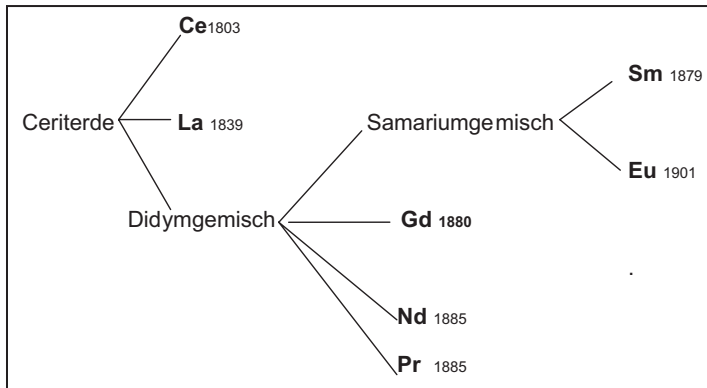 Ce1803
Sm 1879
Ceriterde La 1839 Samariumgemisch
Eu 1901
Didymgemisch Gd 1880
.
Nd 1885
Pr 1885